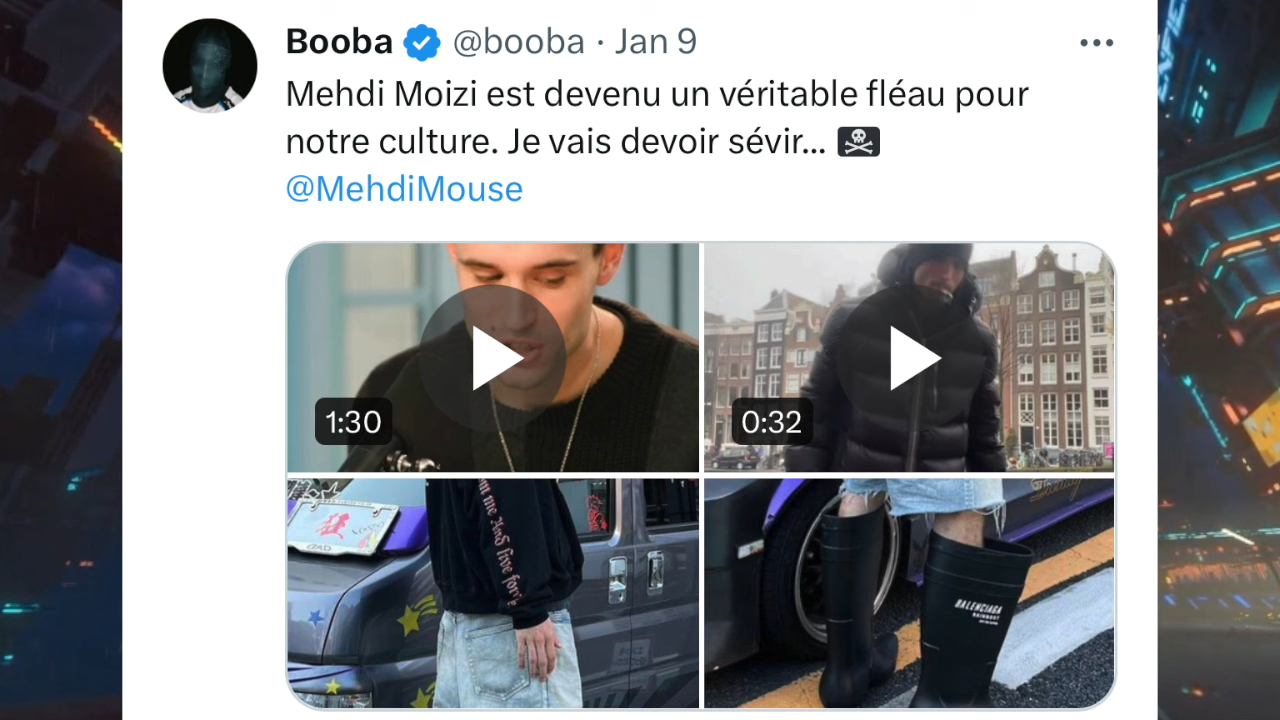 Booba @booba · Jan 9
Mehdi Moizi est devenu un véritable fléau pour
notre culture. Je vais devoir sévir... ☠️
@MehdiMouse
1:30
0:32
BALENCIAGA